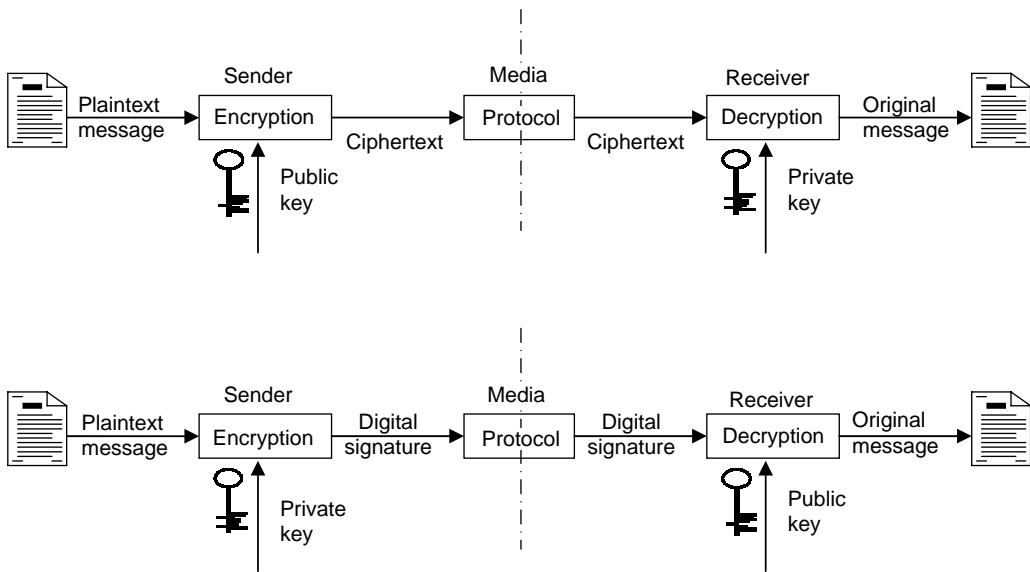 Sender
Media
Receiver
Plaintext
message
Encryption
Ciphertext
Protocol
Ciphertext
Decryption
Original
message
Public
key
Private
key
Sender
Media
Receiver
Plaintext
message
Encryption
Digital
signature
Protocol
Digital
signature
Decryption
Original
message
Private
key
Public
key